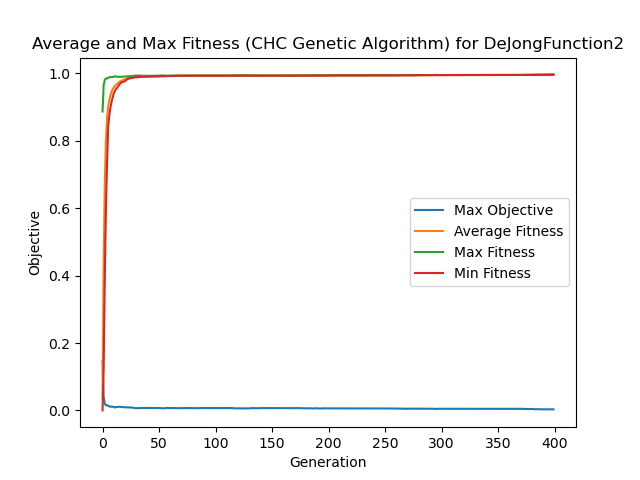 Average and Max Fitness (CHC Genetic Algorithm) for DeJongFunction2
1.0
0.8
0.6
0.4
0.2
0.0
Objective
Max Objective
Average Fitness
Max Fitness
Min Fitness
0 50 100 150 200 250 300 350 400
Generation